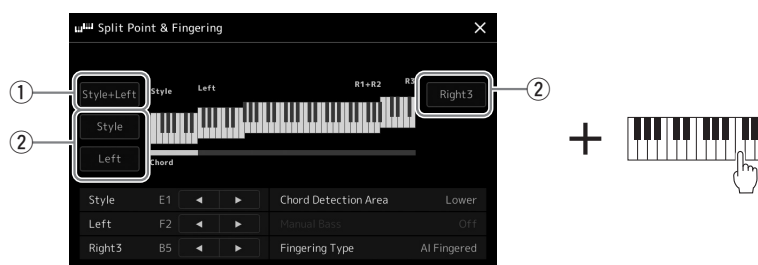 Split Point & Fingering ×
① Style+Left Style Left R1+R2 R3 Right3 ②
② Style
Left
Chord
Style E1 ◀ ▶ Chord Detection Area Lower
Left F2 ◀ ▶ Manual Bass Off
Right3 B5 ◀ ▶ Fingering Type AI Fingered
+